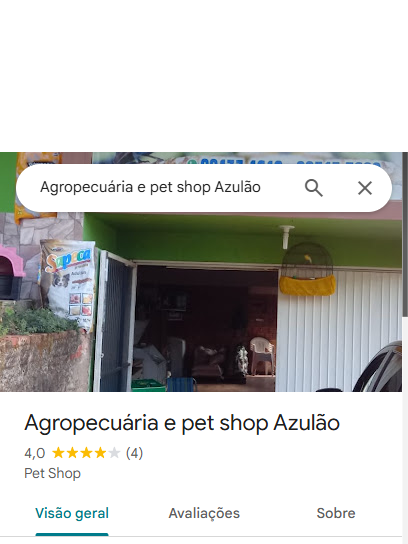 Agropecuária e pet shop Azulão
Agropecuária e pet shop Azulão
4,0 (4)
Pet Shop
Visão geral Avaliações Sobre